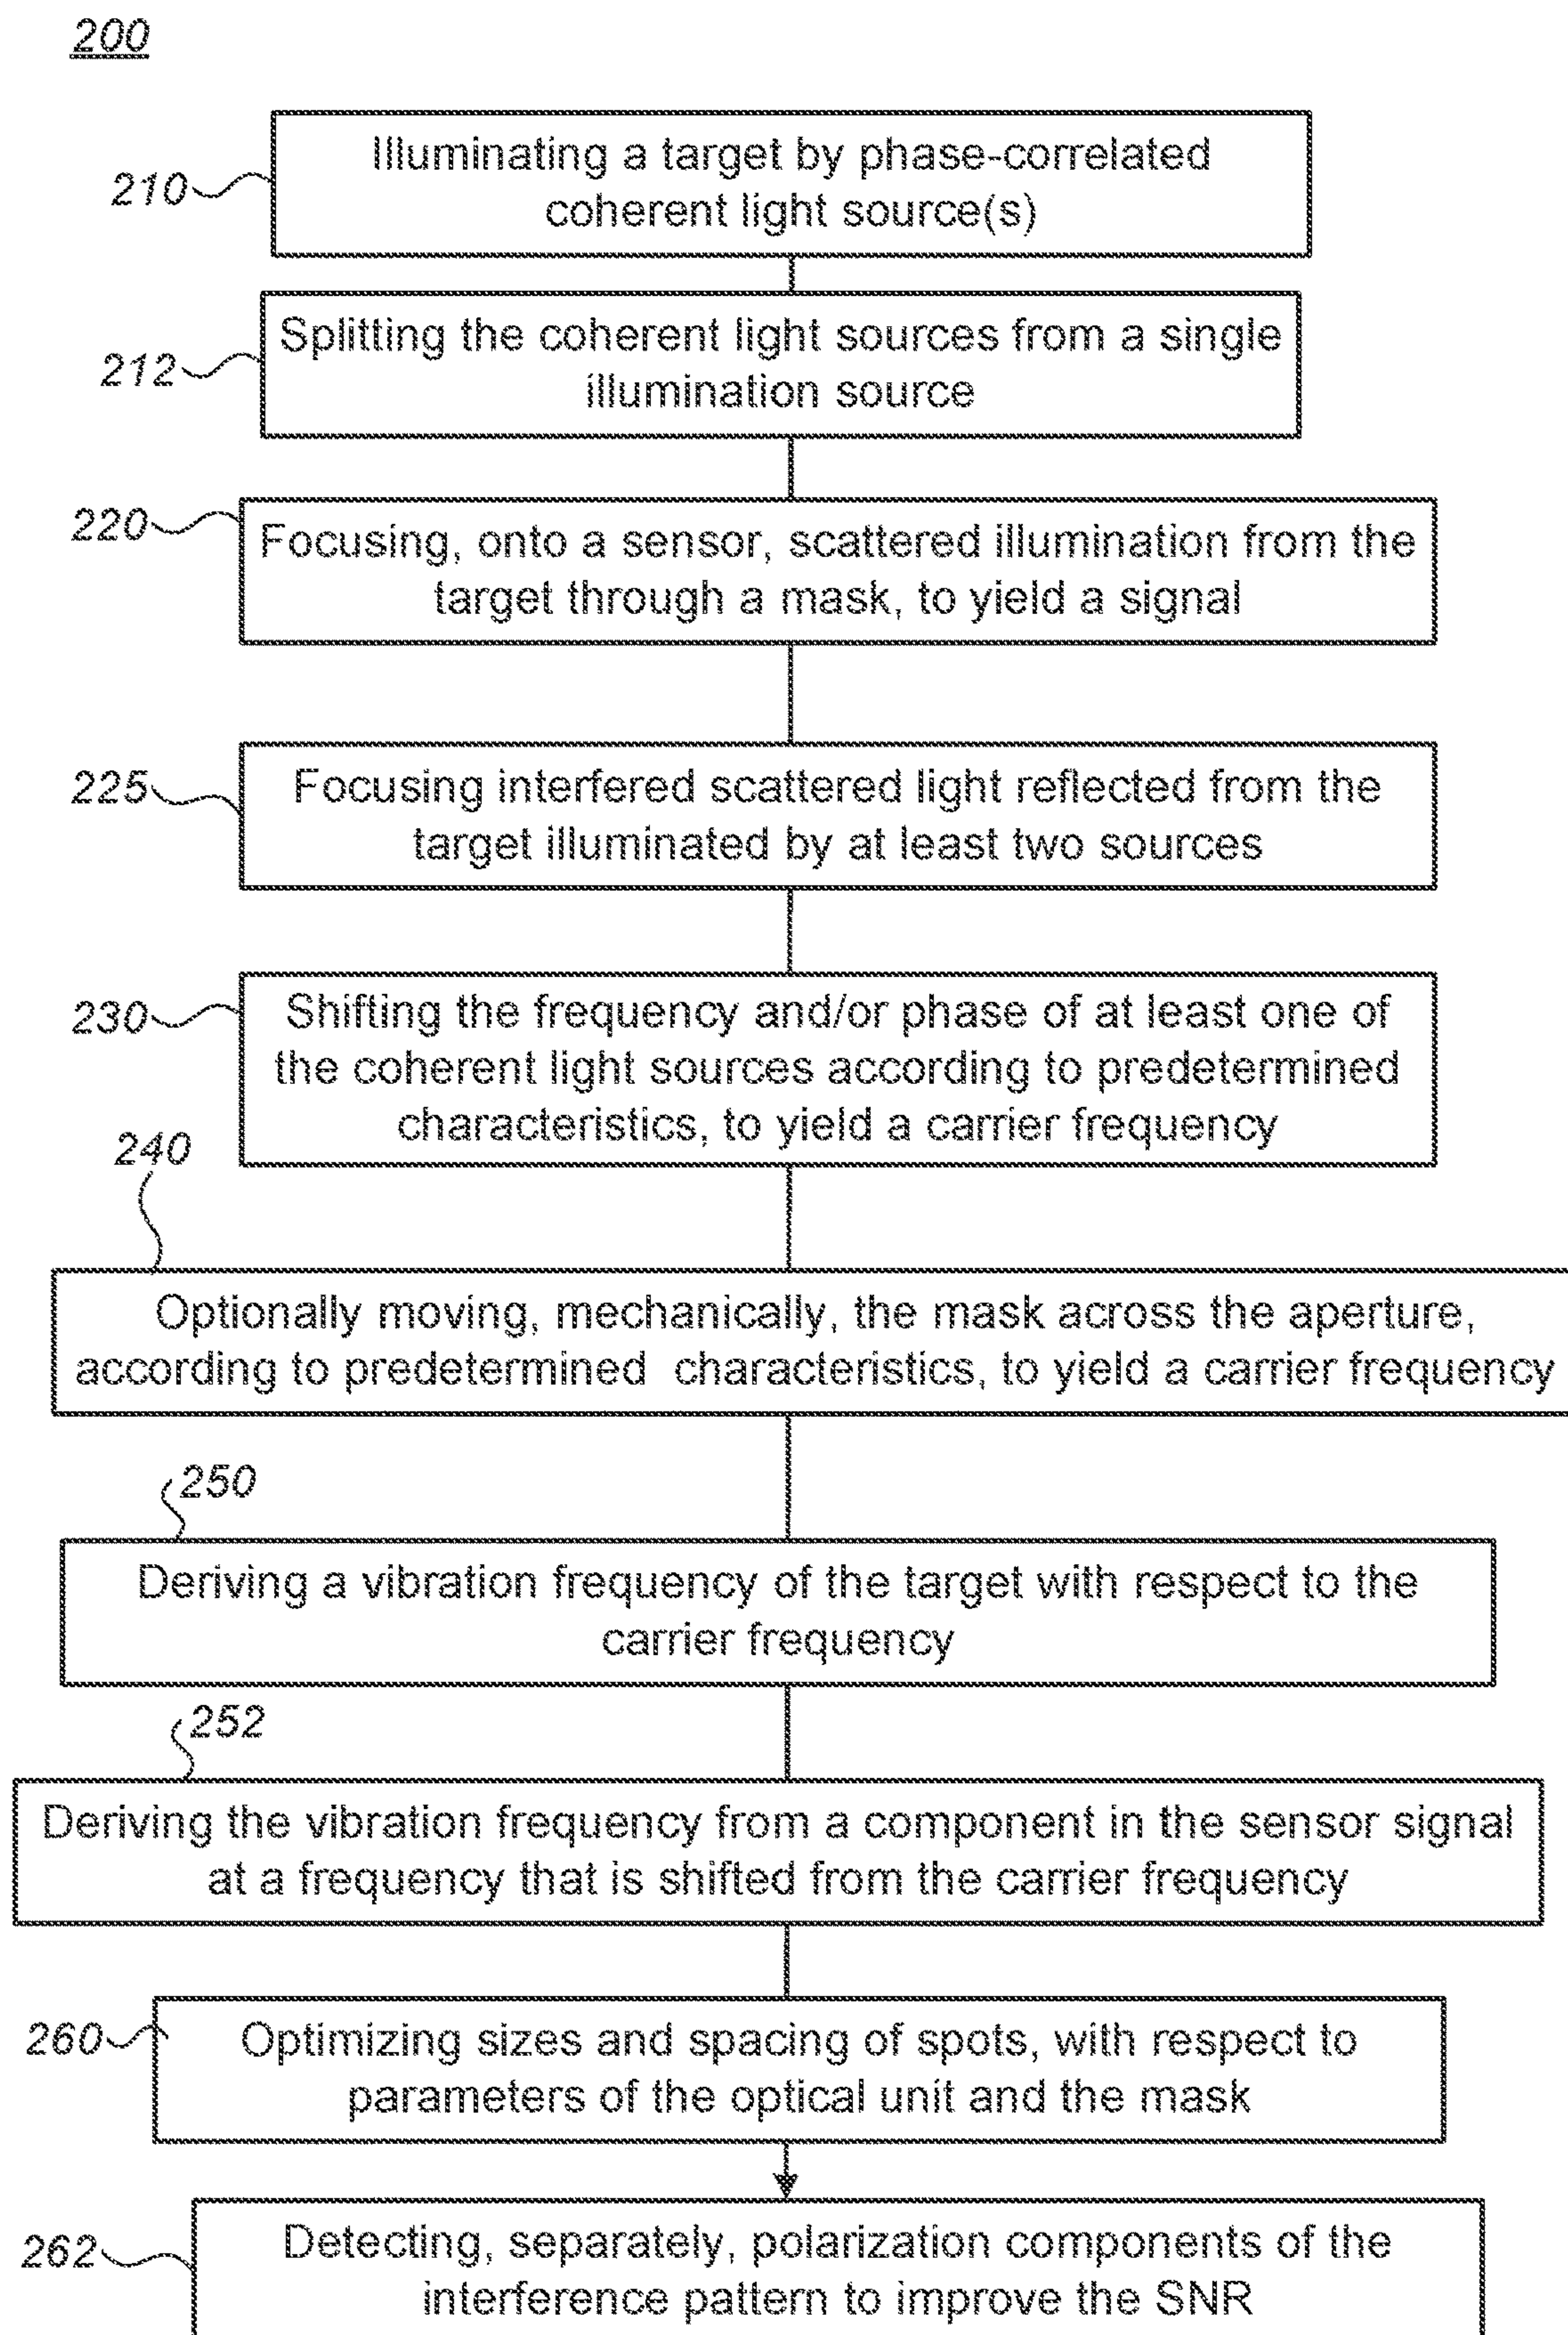 200
210
Illuminating a target by phase-correlated
coherent light source(s)
212
Splitting the coherent light sources from a single
illumination source
220
Focusing, onto a sensor, scattered illumination from the
target through a mask, to yield a signal
225
Focusing interfered scattered light reflected from the
target illuminated by at least two sources
230
Shifting the frequency and/or phase of at least one of
the coherent light sources according to predetermined
characteristics, to yield a carrier frequency
240
Optionally moving, mechanically, the mask across the aperture,
according to predetermined characteristics, to yield a carrier frequency
250
Deriving a vibration frequency of the target with respect to the
carrier frequency
252
Deriving the vibration frequency from a component in the sensor signal
at a frequency that is shifted from the carrier frequency
260
Optimizing sizes and spacing of spots, with respect to
parameters of the optical unit and the mask
262
Detecting, separately, polarization components of the
interference pattern to improve the SNR